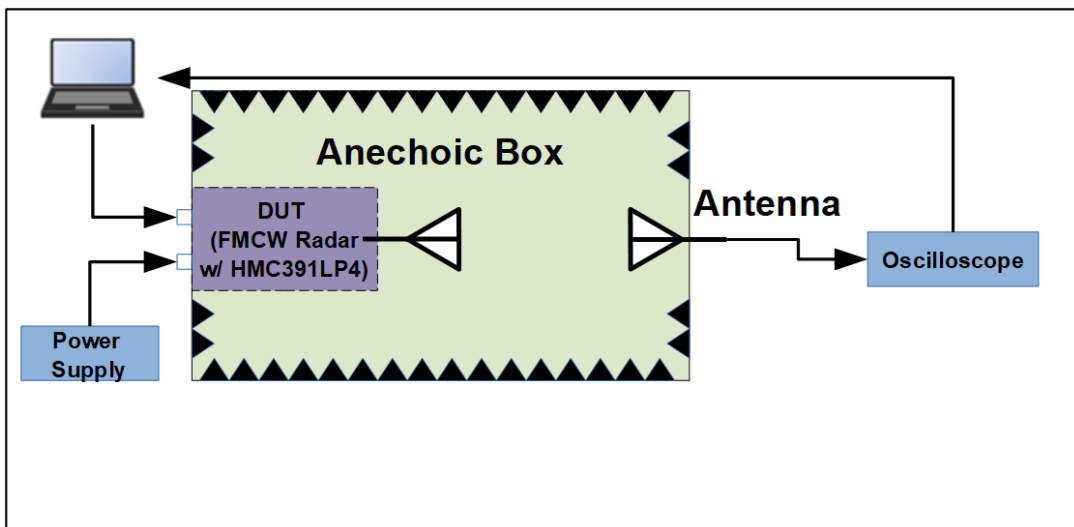 Anechoic Box
DUT
(FMCW Radar
w/ HMC391LP4)
Antenna
Oscilloscope
Power
Supply